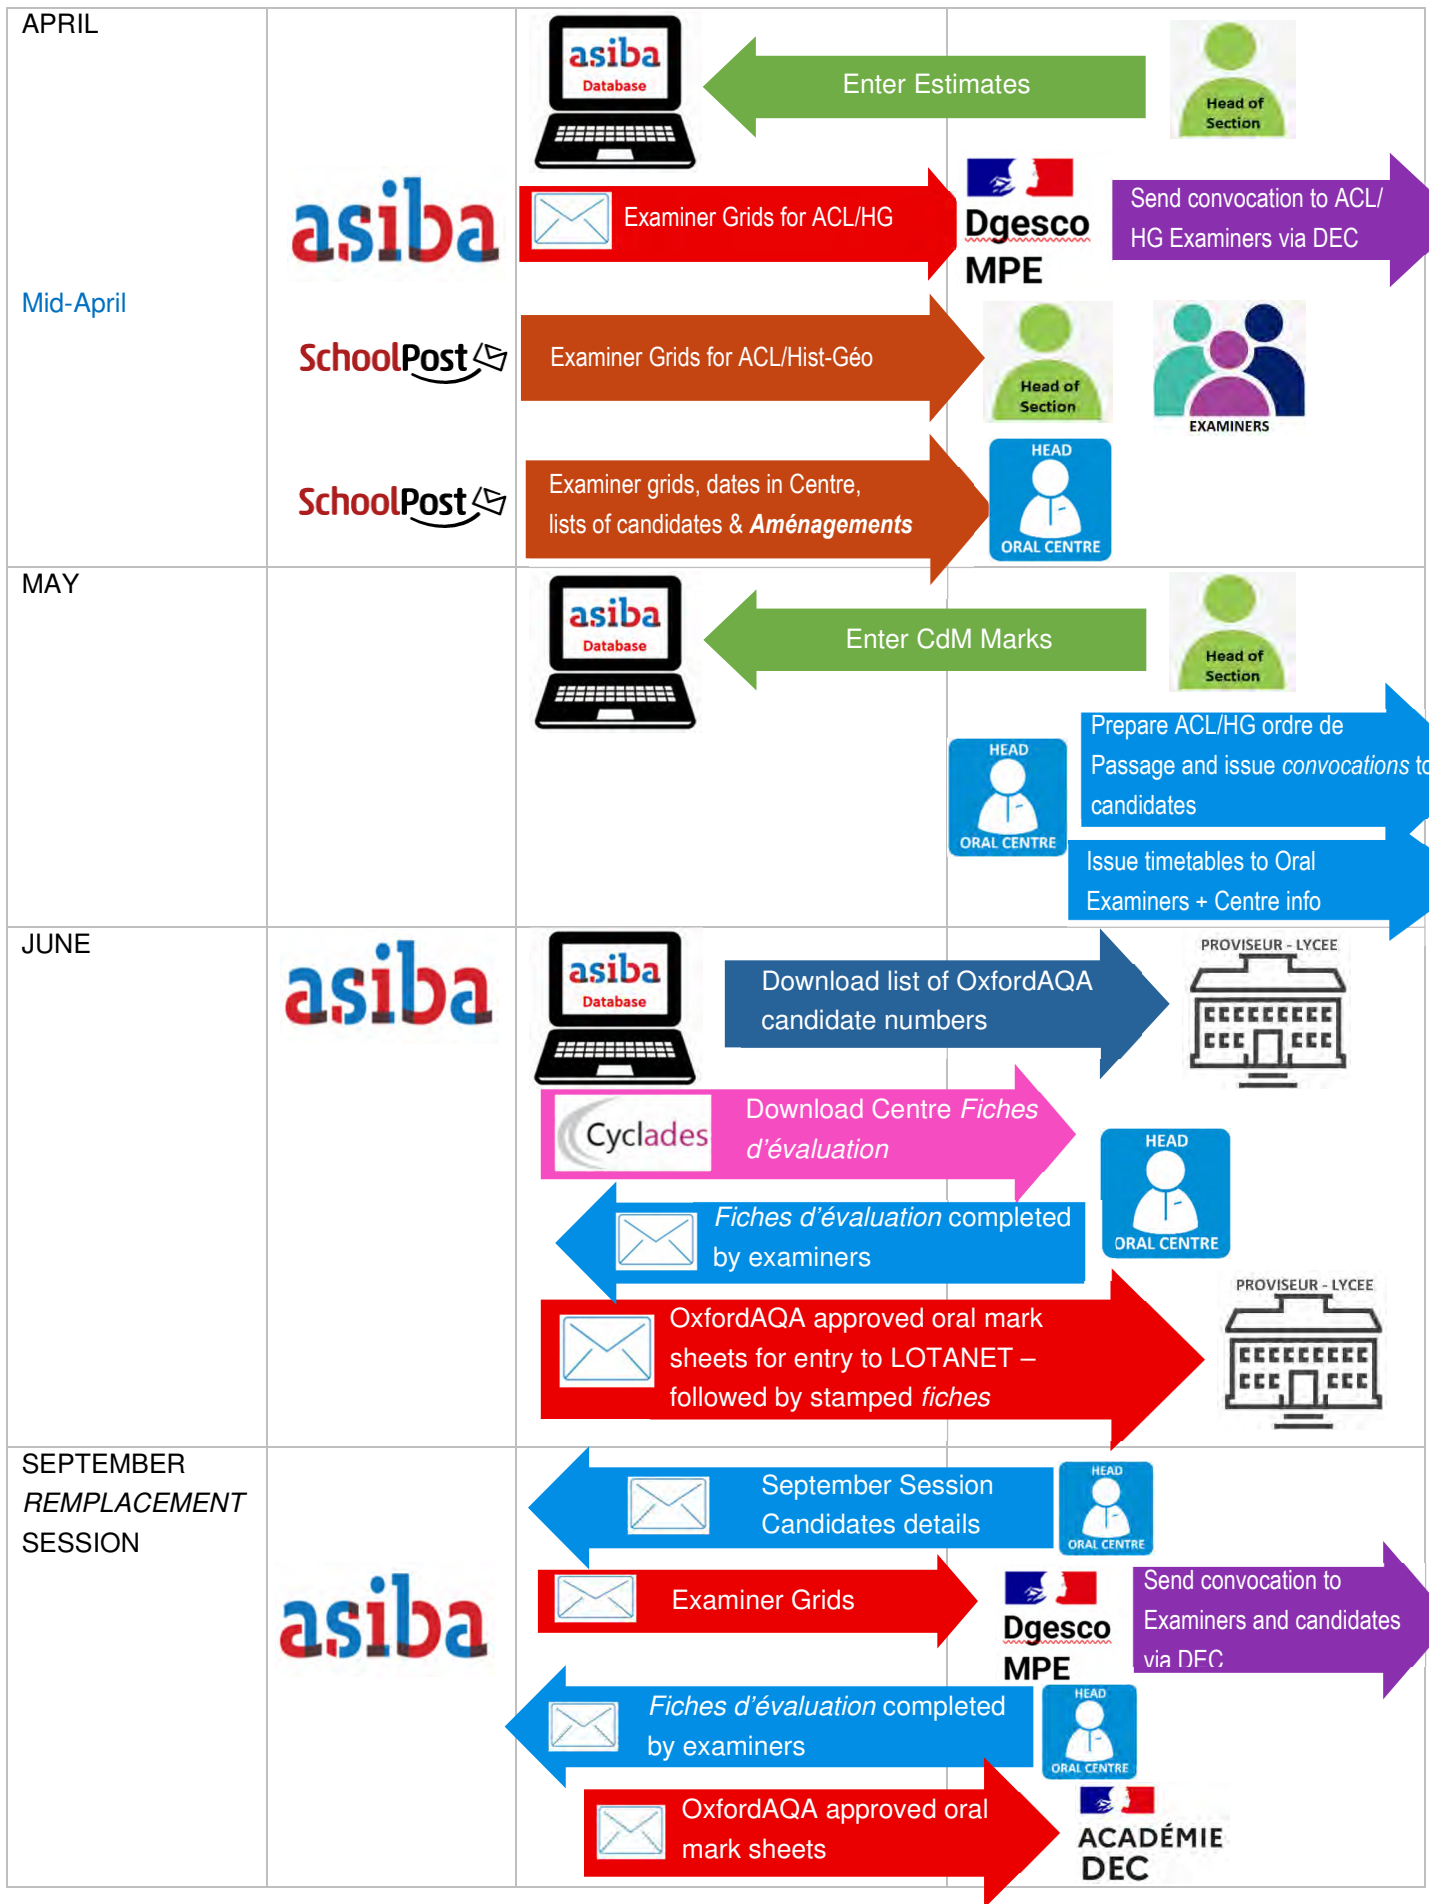 APRIL
asiba
Database
Enter Estimates
Head of
Section
asiba
Examiner Grids for ACL/HG
Dgesco
MPE
Send convocation to ACL/
HG Examiners via DEC
Mid-April
SchoolPost
Examiner Grids for ACL/Hist-Géo
Head of
Section
EXAMINERS
SchoolPost
Examiner grids, dates in Centre,
lists of candidates & Aménagements
HEAD
ORAL CENTRE
MAY
asiba
Database
Enter CdM Marks
Head of
Section
HEAD
ORAL CENTRE
Prepare ACL/HG ordre de
Passage and issue convocations to
candidates
Issue timetables to Oral
Examiners + Centre info
JUNE
asiba
asiba
Database
Download list of OxfordAQA
candidate numbers
PROVISEUR - LYCEE
Cyclades
Download Centre Fiches
d'évaluation
HEAD
ORAL CENTRE
Fiches d'évaluation completed
by examiners
OxfordAQA approved oral mark
sheets for entry to LOTANET –
followed by stamped fiches
PROVISEUR - LYCEE
SEPTEMBER
REMPLACEMENT
SESSION
September Session
Candidates details
HEAD
ORAL CENTRE
asiba
Examiner Grids
Dgesco
MPE
Send convocation to
Examiners and candidates
via DEC
Fiches d'évaluation completed
by examiners
HEAD
ORAL CENTRE
OxfordAQA approved oral
mark sheets
ACADÉMIE
DEC